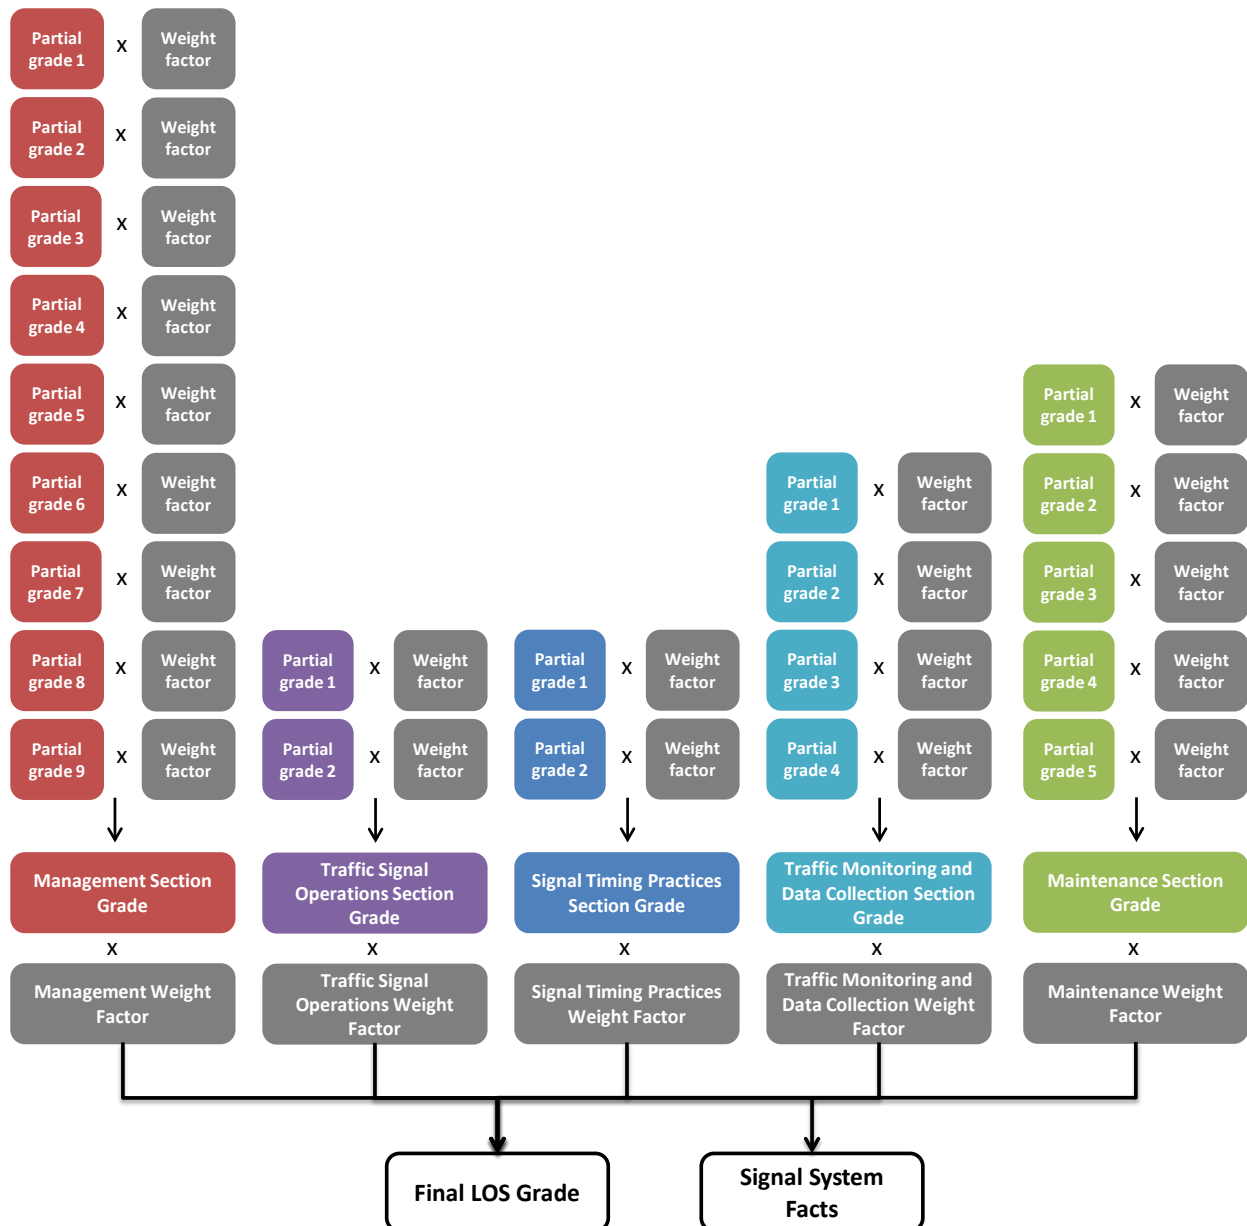 Partial
grade 1
x
Weight
factor
Partial
grade 2
x
Weight
factor
Partial
grade 3
x
Weight
factor
Partial
grade 4
x
Weight
factor
Partial
grade 5
x
Weight
factor
Partial
grade 6
x
Weight
factor
Partial
grade 7
x
Weight
factor
Partial
grade 8
x
Weight
factor
Partial
grade 9
x
Weight
factor
Management Section
Grade
x
Management Weight
Factor
Partial
grade 1
x
Weight
factor
Partial
grade 2
x
Weight
factor
Traffic Signal
Operations Section
Grade
x
Traffic Signal
Operations Weight
Factor
Partial
grade 1
x
Weight
factor
Partial
grade 2
x
Weight
factor
Signal Timing Practices
Section Grade
x
Signal Timing Practices
Weight Factor
Partial
grade 1
x
Weight
factor
Partial
grade 2
x
Weight
factor
Partial
grade 3
x
Weight
factor
Partial
grade 4
x
Weight
factor
Traffic Monitoring and
Data Collection Section
Grade
x
Traffic Monitoring and
Data Collection Weight
Factor
Partial
grade 1
x
Weight
factor
Partial
grade 2
x
Weight
factor
Partial
grade 3
x
Weight
factor
Partial
grade 4
x
Weight
factor
Partial
grade 5
x
Weight
factor
Maintenance Section
Grade
x
Maintenance Weight
Factor
Final LOS Grade
Signal System
Facts